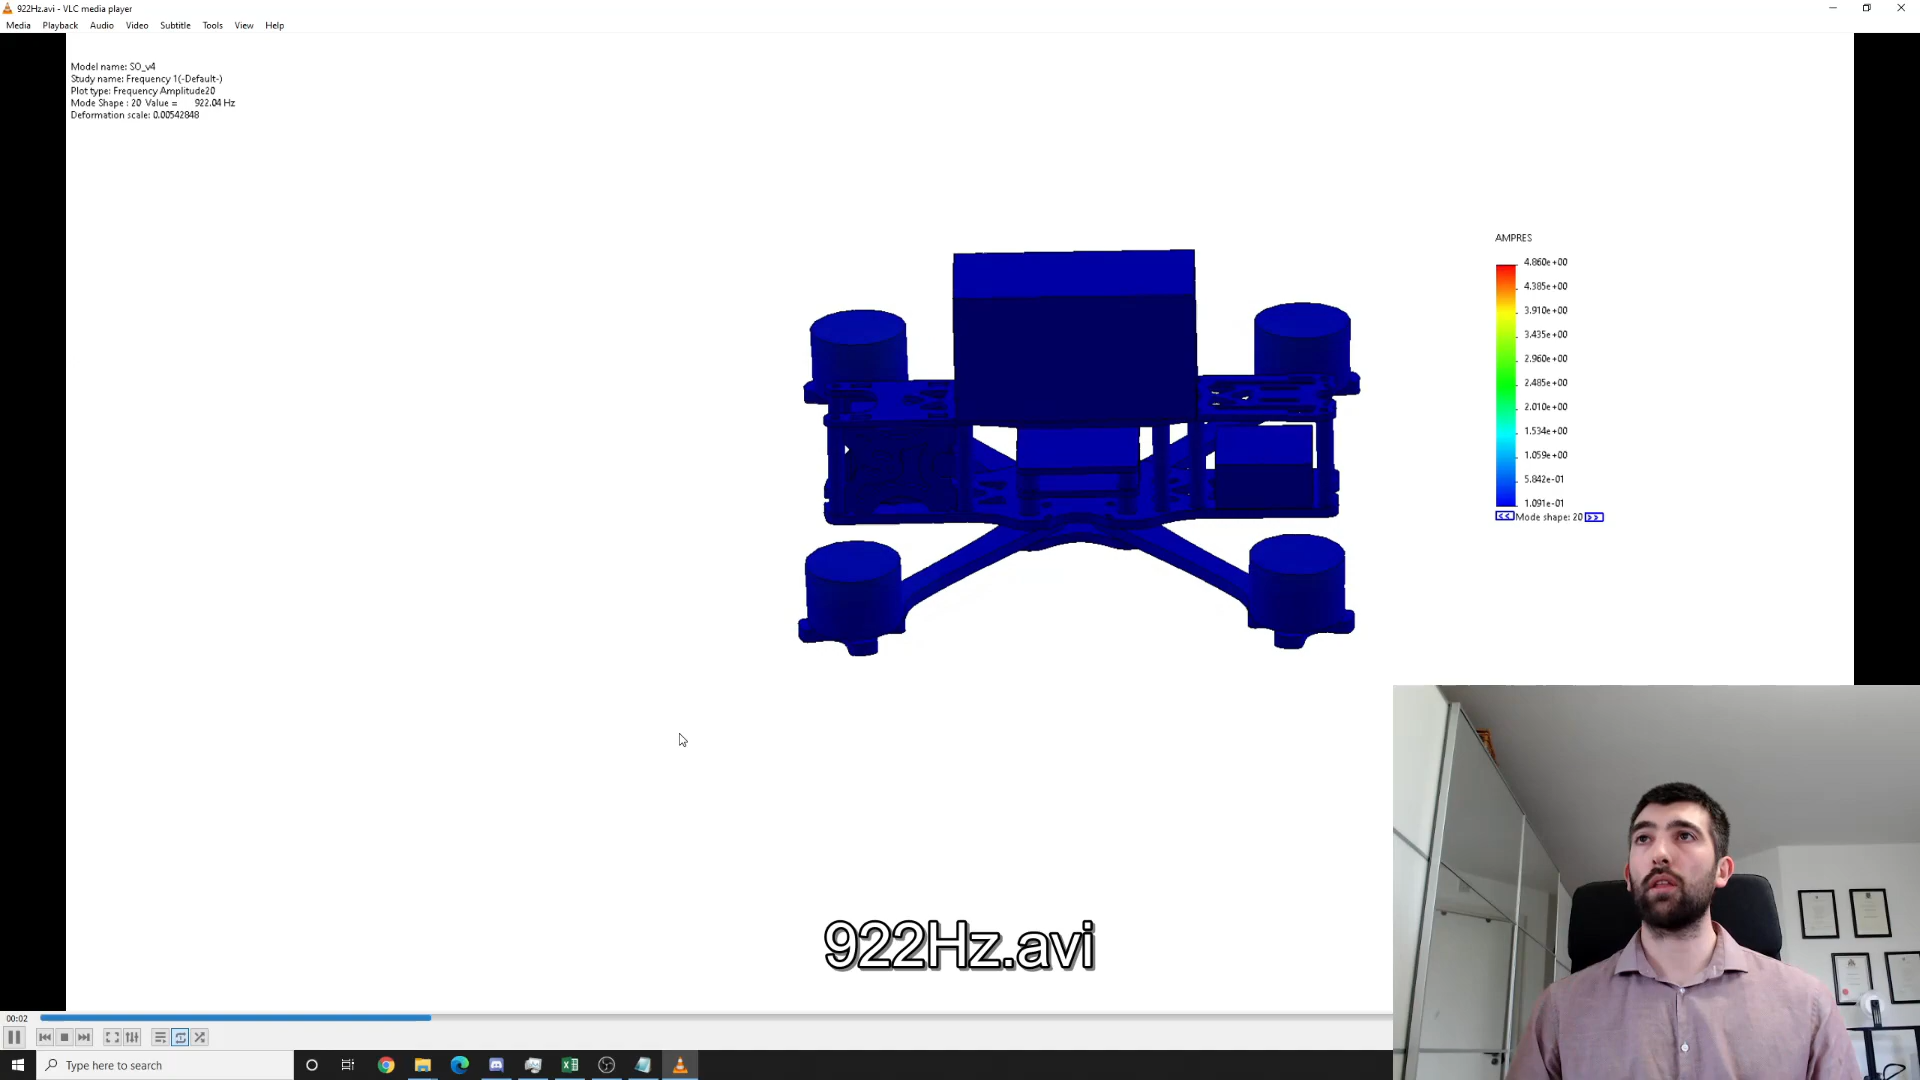 922Hz.avi - VLC media player
Media Playback Audio Video Subtitle Tools View Help
Model name: SO_v4
Study name: Frequency 1(-Default-)
Plot type: Frequency Amplitude20
Mode Shape : 20 Value = 922.04 Hz
Deformation scale: 0.00542848
AMPRES
4.860e+00
4.385e+00
3.910e+00
3.435e+00
2.960e+00
2.485e+00
2.010e+00
1.534e+00
1.059e+00
5.842e-01
1.091e-01
<< Mode shape: 20 >>
922Hz.avi
00:02
Type here to search